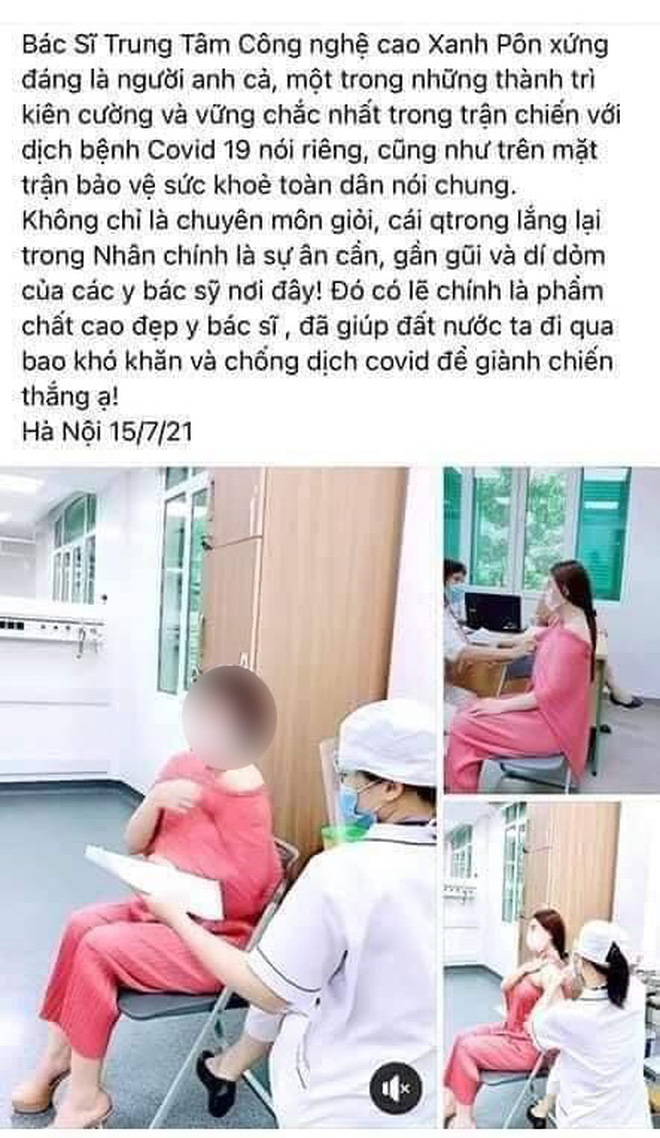 Bác Sĩ Trung Tâm Công nghệ cao Xanh Pôn xứng
đáng là người anh cả, một trong những thành trì
kiên cường và vững chắc nhất trong trận chiến với
dịch bệnh Covid 19 nói riêng, cũng như trên mặt
trận bảo vệ sức khoẻ toàn dân nói chung.
Không chỉ là chuyên môn giỏi, cái qtrong lắng lại
trong Nhân chính là sự ân cần, gần gũi và dí dỏm
của các y bác sỹ nơi đây! Đó có lẽ chính là phẩm
chất cao đẹp y bác sĩ , đã giúp đất nước ta đi qua
bao khó khăn và chống dịch covid để giành chiến
thắng ạ!
Hà Nội 15/7/21